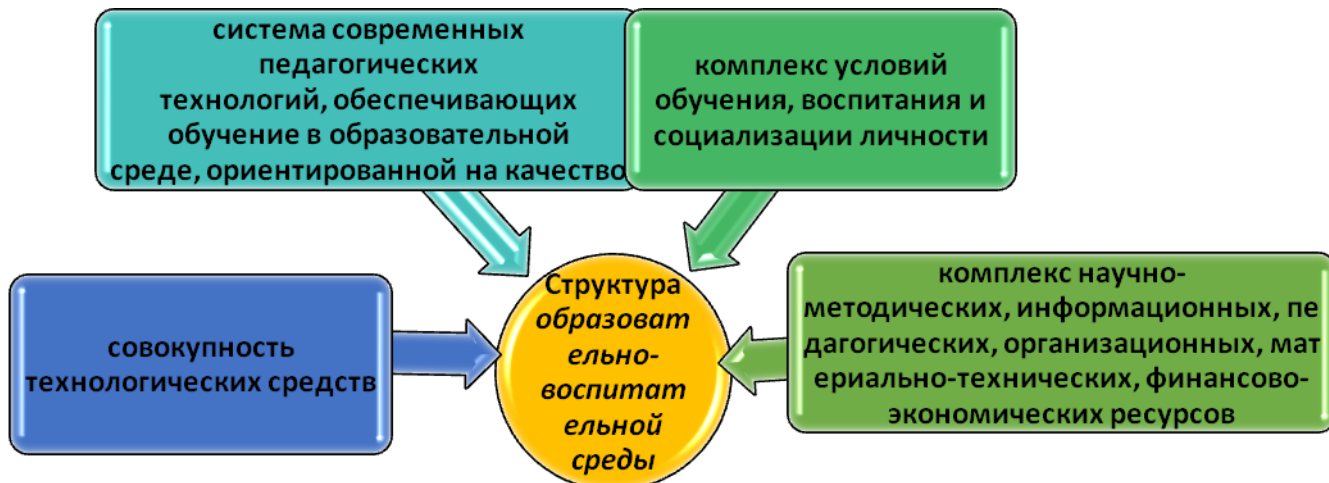 система современных
педагогических
технологий, обеспечивающих
обучение в образовательной
среде, ориентированной на качество
комплекс условий
обучения, воспитания и
социализации личности
совокупность
технологических средств
Структура
образоват
ельно-
воспитат
ельной
среды
комплекс научно-
методических, информационных, пе
дагогических, организационных, мат
ериально-технических, финансово-
экономических ресурсов